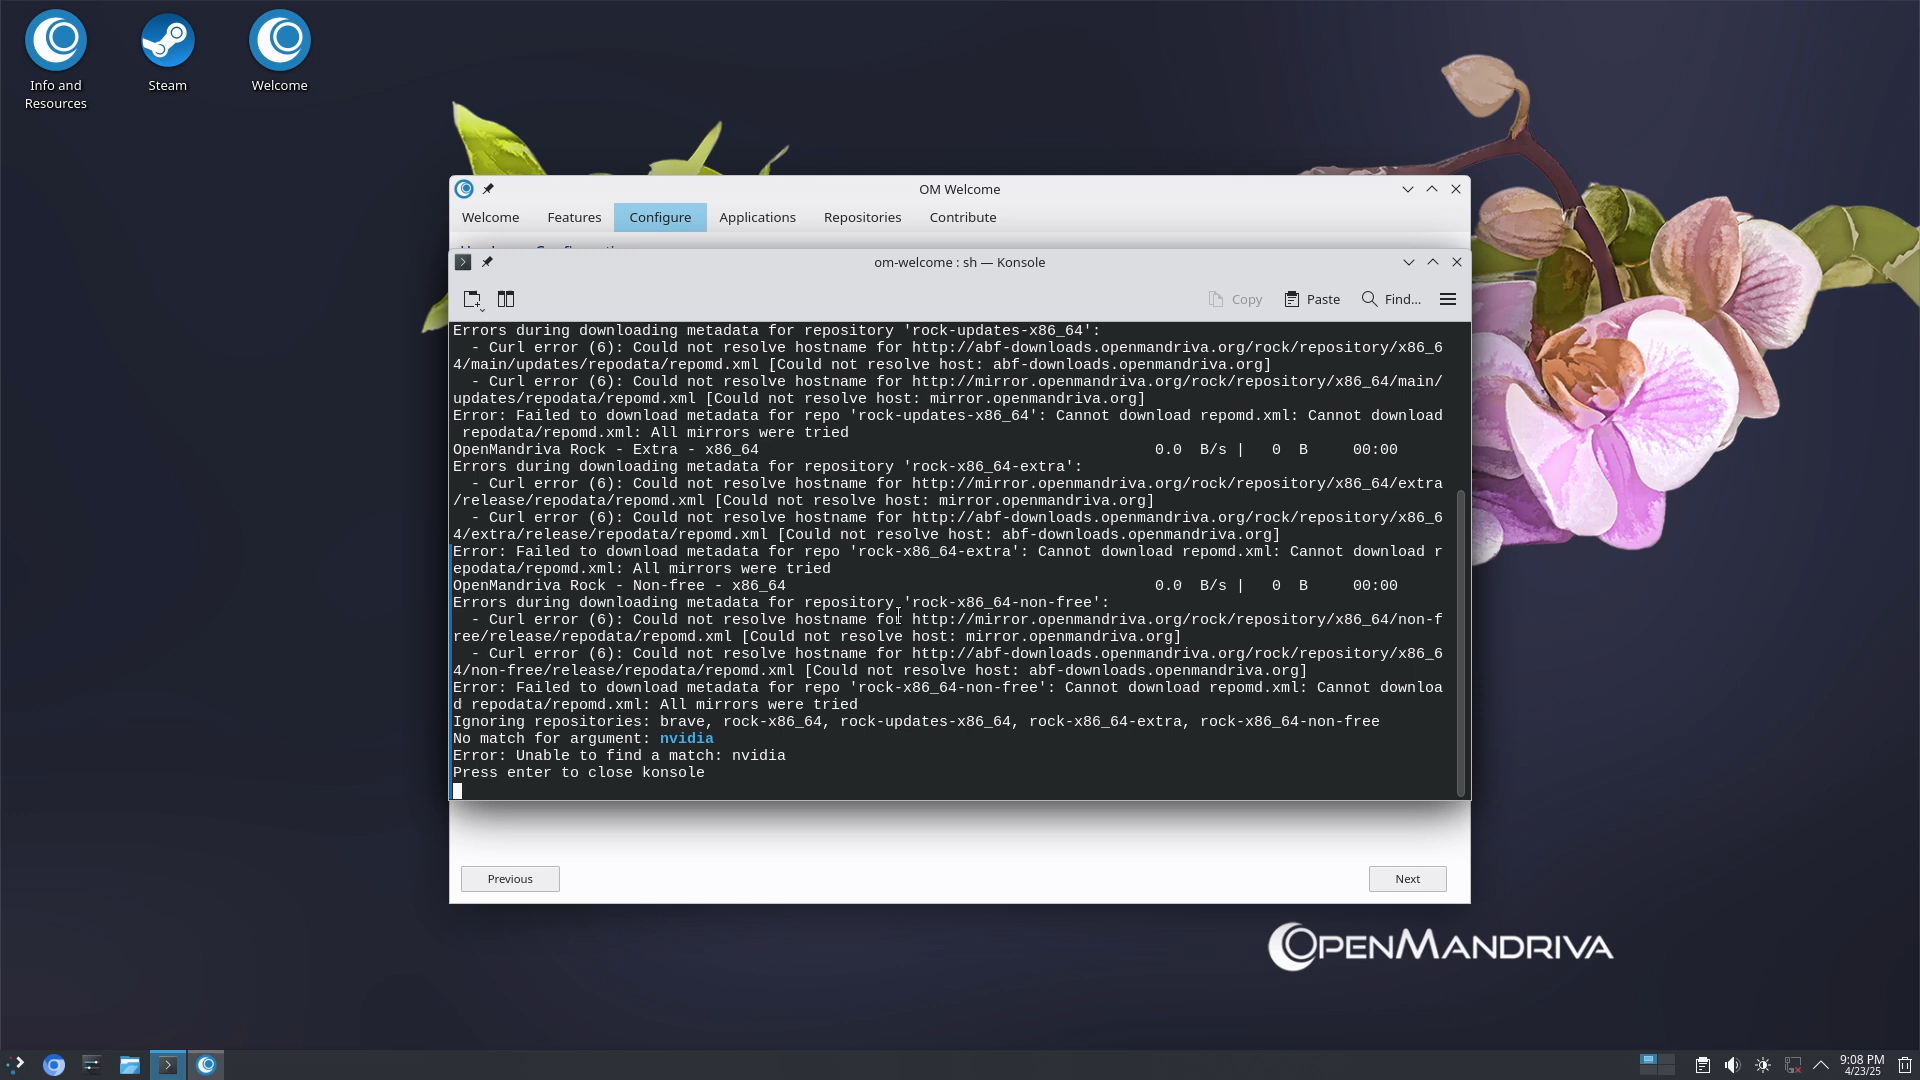 Info and
Resources
Steam
Welcome
OM Welcome
Welcome Features Configure Applications Repositories Contribute
om-welcome : sh — Konsole
Copy Paste Find...
Errors during downloading metadata for repository 'rock-updates-x86_64':
  - Curl error (6): Could not resolve hostname for http://abf-downloads.openmandriva.org/rock/repository/x86_6
4/main/updates/repodata/repomd.xml [Could not resolve host: abf-downloads.openmandriva.org]
  - Curl error (6): Could not resolve hostname for http://mirror.openmandriva.org/rock/repository/x86_64/main/
updates/repodata/repomd.xml [Could not resolve host: mirror.openmandriva.org]
Error: Failed to download metadata for repo 'rock-updates-x86_64': Cannot download repomd.xml: Cannot download
 repodata/repomd.xml: All mirrors were tried
OpenMandriva Rock - Extra - x86_64 0.0 B/s | 0 B 00:00
Errors during downloading metadata for repository 'rock-x86_64-extra':
  - Curl error (6): Could not resolve hostname for http://mirror.openmandriva.org/rock/repository/x86_64/extra
/release/repodata/repomd.xml [Could not resolve host: mirror.openmandriva.org]
  - Curl error (6): Could not resolve hostname for http://abf-downloads.openmandriva.org/rock/repository/x86_6
4/extra/release/repodata/repomd.xml [Could not resolve host: abf-downloads.openmandriva.org]
Error: Failed to download metadata for repo 'rock-x86_64-extra': Cannot download repomd.xml: Cannot download r
epodata/repomd.xml: All mirrors were tried
OpenMandriva Rock - Non-free - x86_64 0.0 B/s | 0 B 00:00
Errors during downloading metadata for repository 'rock-x86_64-non-free':
  - Curl error (6): Could not resolve hostname for http://mirror.openmandriva.org/rock/repository/x86_64/non-f
ree/release/repodata/repomd.xml [Could not resolve host: mirror.openmandriva.org]
  - Curl error (6): Could not resolve hostname for http://abf-downloads.openmandriva.org/rock/repository/x86_6
4/non-free/release/repodata/repomd.xml [Could not resolve host: abf-downloads.openmandriva.org]
Error: Failed to download metadata for repo 'rock-x86_64-non-free': Cannot download repomd.xml: Cannot downloa
d repodata/repomd.xml: All mirrors were tried
Ignoring repositories: brave, rock-x86_64, rock-updates-x86_64, rock-x86_64-extra, rock-x86_64-non-free
No match for argument: nvidia
Error: Unable to find a match: nvidia
Press enter to close konsole
Previous Next
OPENMANDRIVA
9:08 PM
4/23/25